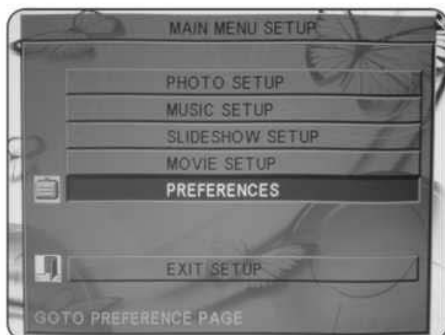 MAIN MENU SETUP
PHOTO SETUP
MUSIC SETUP
SLIDESHOW SETUP
MOVIE SETUP
PREFERENCES
EXIT SETUP
GOTO PREFERENCE PAGE